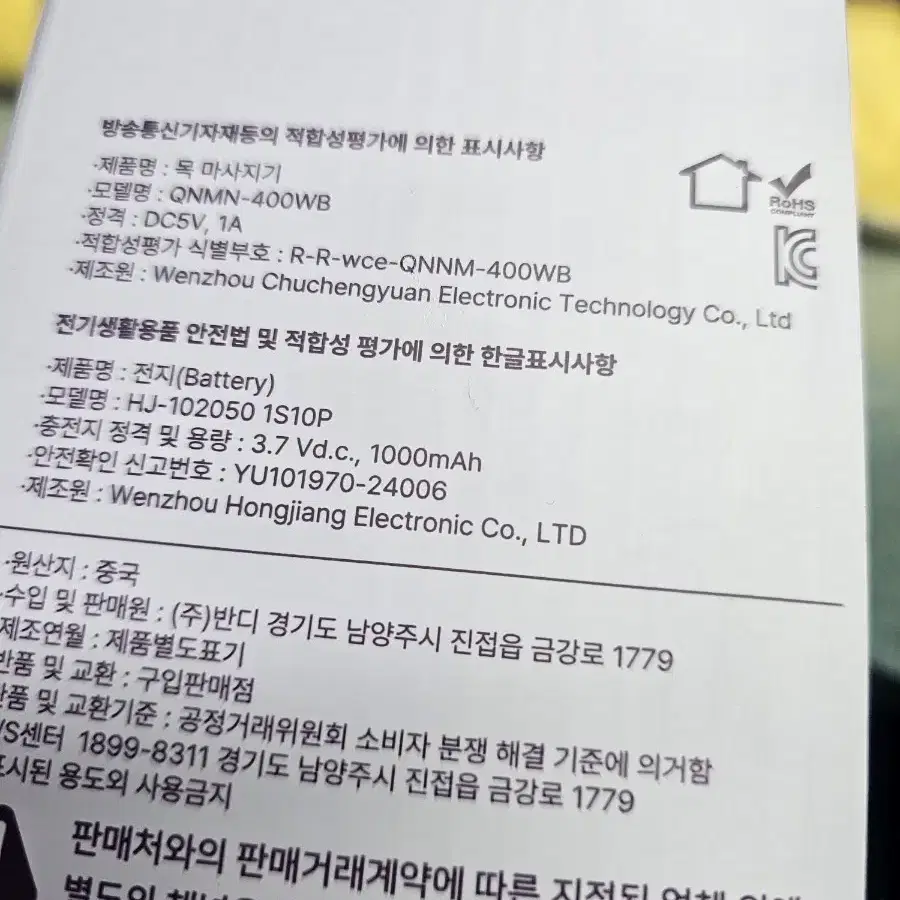 방송통신기자재등의 적합성평가에 의한 표시사항
·제품명 : 목 마사지기
·모델명 : QNMN-400WB
·정격 : DC5V, 1A
·적합성평가 식별부호 : R-R-wce-QNNM-400WB
·제조원 : Wenzhou Chuchengyuan Electronic Technology Co., Ltd
RoHS
COMPLIANT
전기생활용품 안전법 및 적합성 평가에 의한 한글표시사항
·제품명 : 전지(Battery)
·모델명 : HJ-102050 1S10P
·충전지 정격 및 용량 : 3.7 Vd.c., 1000mAh
·안전확인 신고번호 : YU101970-24006
·제조원 : Wenzhou Hongjiang Electronic Co., LTD
·원산지 : 중국
·수입 및 판매원 : (주)반디 경기도 남양주시 진접읍 금강로 1779
제조연월 : 제품별도표기
반품 및 교환 : 구입판매점
반품 및 교환기준 : 공정거래위원회 소비자 분쟁 해결 기준에 의거함
/S센터 1899-8311 경기도 남양주시 진접읍 금강로 1779
표시된 용도외 사용금지
판매처와의 판매거래계약에 따른 지정된